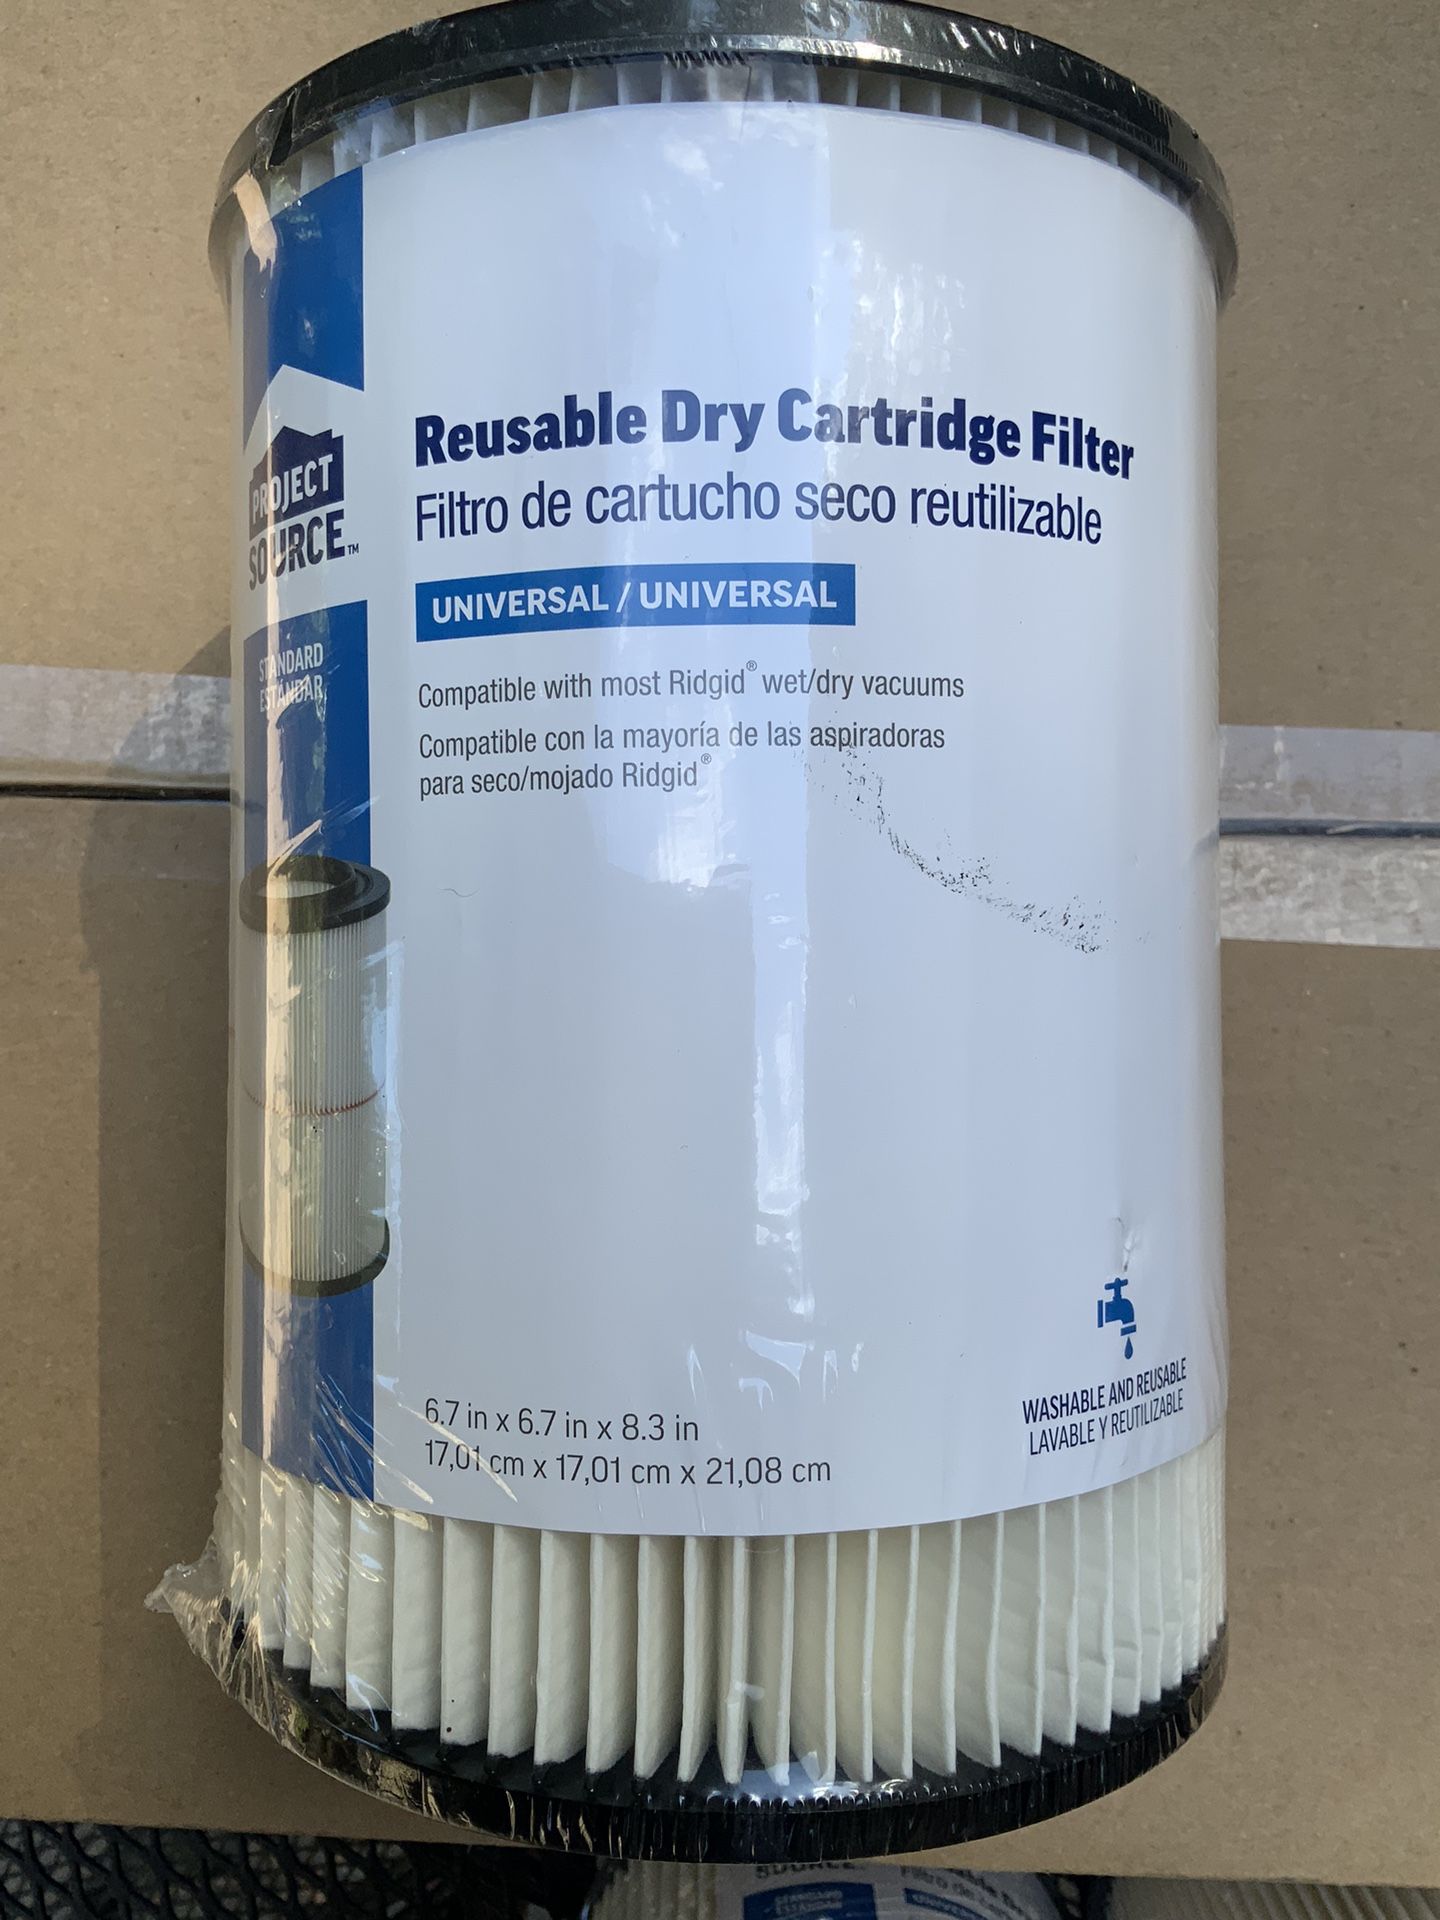 PROJECT
SOURCE™
STANDARD
ESTÁNDAR
Reusable Dry Cartridge Filter
Filtro de cartucho seco reutilizable
UNIVERSAL / UNIVERSAL
Compatible with most Ridgid® wet/dry vacuums
Compatible con la mayoría de las aspiradoras
para seco/mojado Ridgid®
6.7 in x 6.7 in x 8.3 in
17,01 cm x 17,01 cm x 21,08 cm
WASHABLE AND REUSABLE
LAVABLE Y REUTILIZABLE
SOURCE